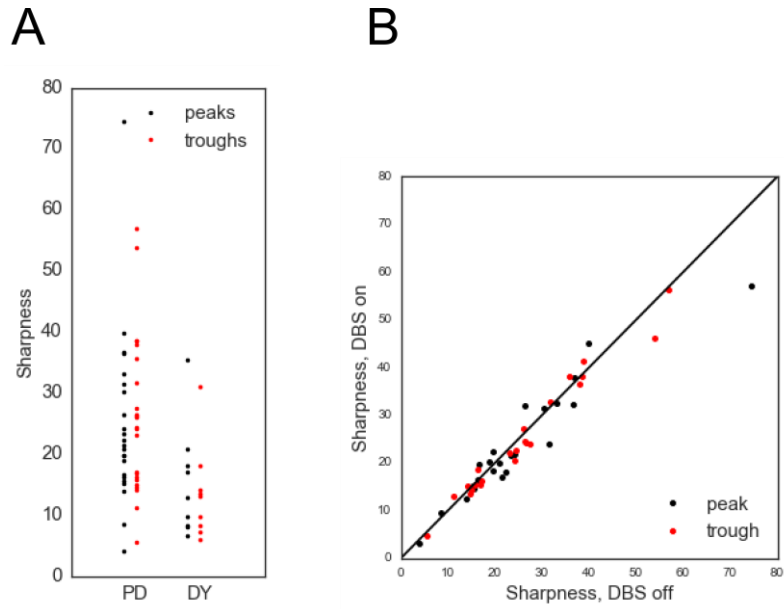 A
B
80
70
60
50
40
30
20
10
0
Sharpness
peaks
troughs
PD DY
80
70
60
50
40
30
20
10
0
Sharpness, DBS on
peak
trough
0 10 20 30 40 50 60 70 80
Sharpness, DBS off